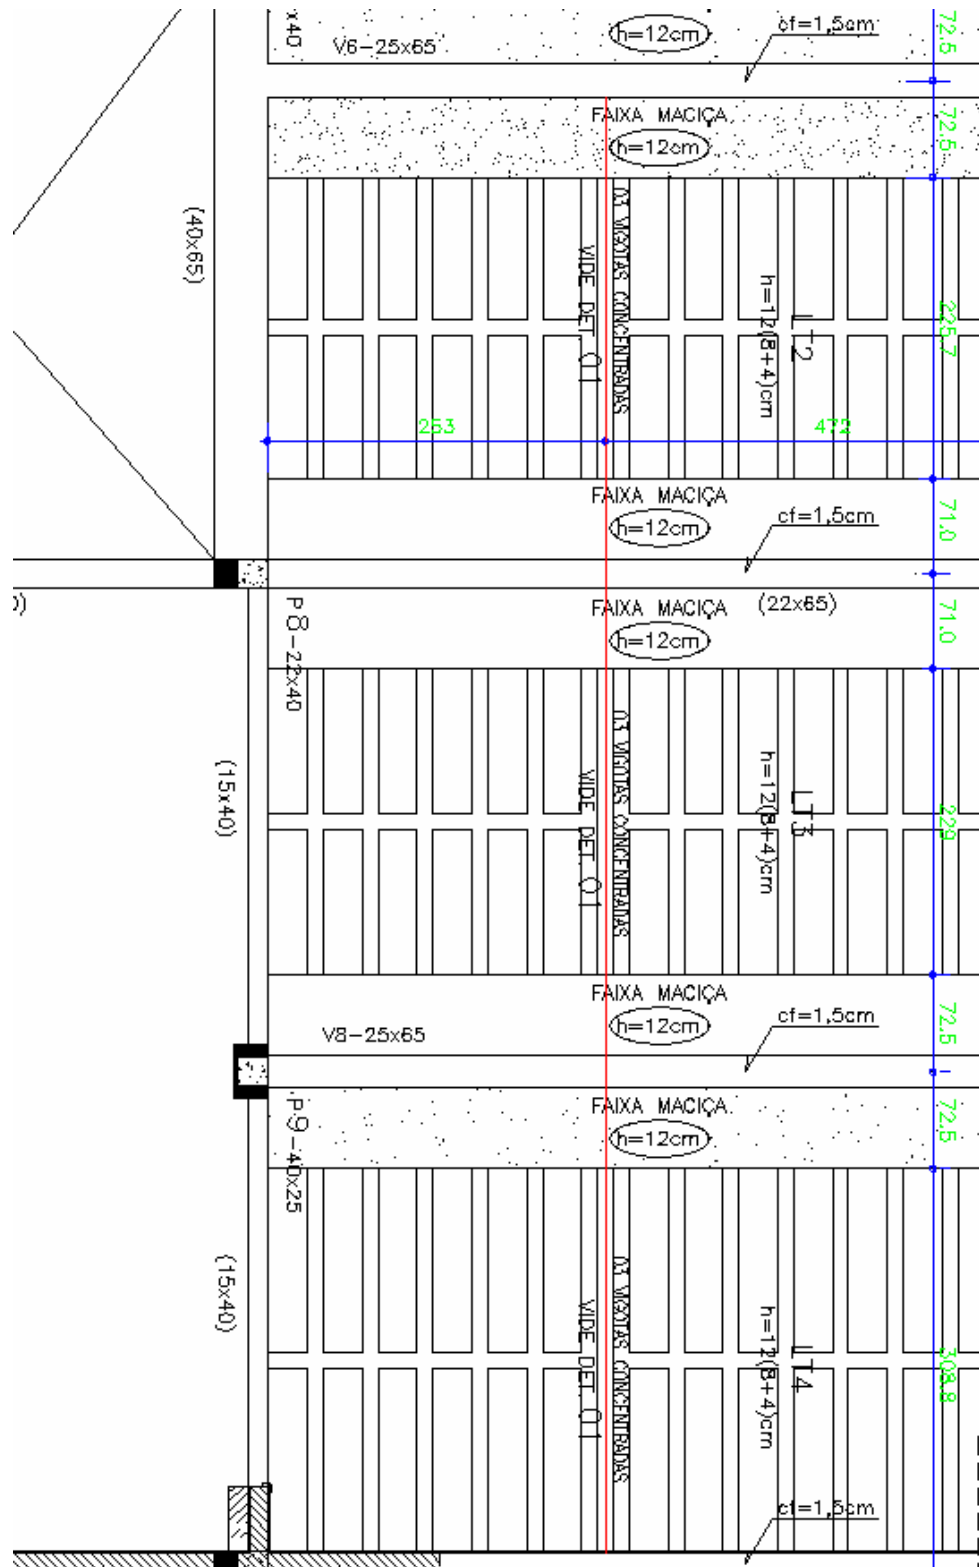 x40
V6-25x65
h=12cm
cf=1,5cm
72.5
FAIXA MACIÇA
h=12cm
72.5
(40x65)
03 VIGOTAS CONCENTRADAS
VIDE DET. 01
LT2
h=12(8+4)cm
225.7
253
472
FAIXA MACIÇA
h=12cm
cf=1,5cm
71.0
FAIXA MACIÇA
(22x65)
h=12cm
71.0
P8-22x40
(15x40)
03 VIGOTAS CONCENTRADAS
VIDE DET. 01
LT3
h=12(8+4)cm
229
FAIXA MACIÇA
h=12cm
cf=1,5cm
72.5
V8-25x65
FAIXA MACIÇA
h=12cm
72.5
P9-40x25
(15x40)
03 VIGOTAS CONCENTRADAS
VIDE DET. 01
LT4
h=12(8+4)cm
308.8
cf=1,5cm